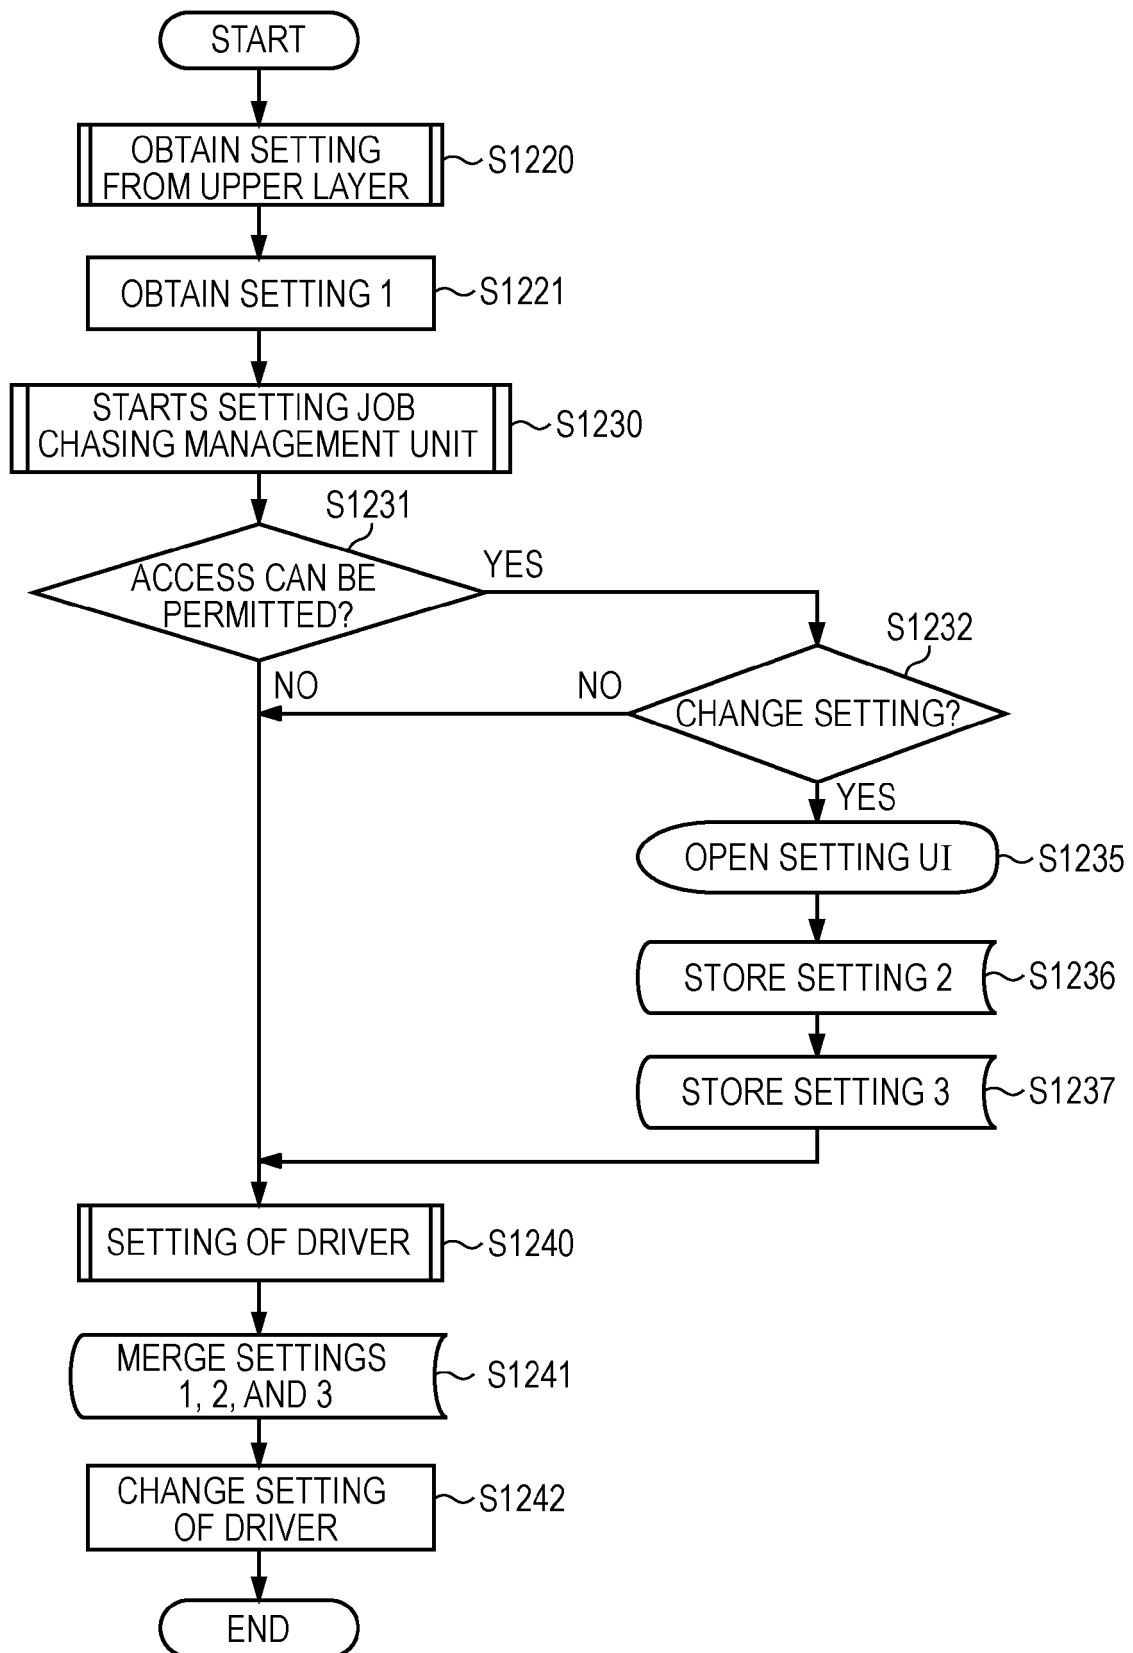 START
OBTAIN SETTING
FROM UPPER LAYER
S1220
OBTAIN SETTING 1
S1221
STARTS SETTING JOB
CHASING MANAGEMENT UNIT
S1230
S1231
ACCESS CAN BE
PERMITTED?
YES
S1232
NO
NO
CHANGE SETTING?
YES
OPEN SETTING UI
S1235
STORE SETTING 2
S1236
STORE SETTING 3
S1237
SETTING OF DRIVER
S1240
MERGE SETTINGS
1, 2, AND 3
S1241
CHANGE SETTING
OF DRIVER
S1242
END